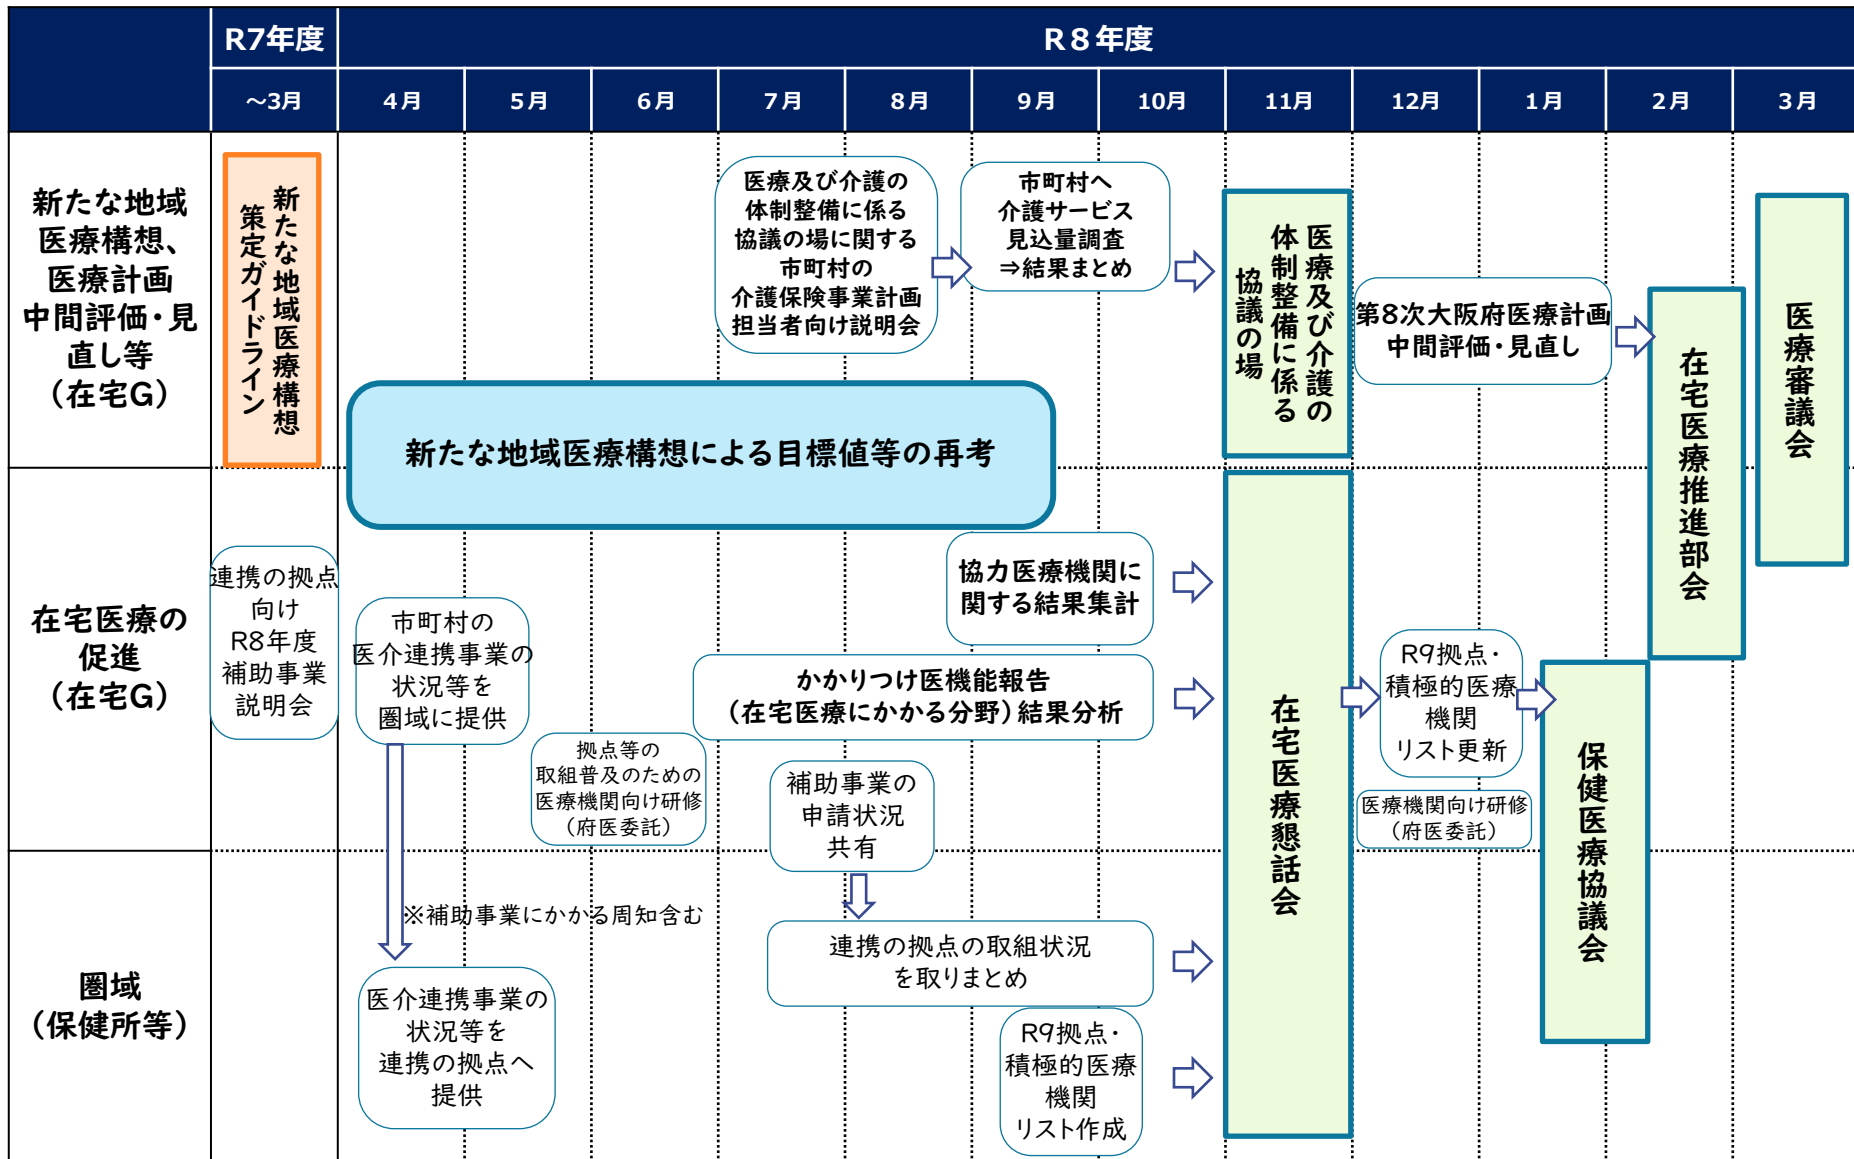 R7年度
R8年度
～3月
4月
5月
6月
7月
8月
9月
10月
11月
12月
1月
2月
3月
新たな地域
医療構想、
医療計画
中間評価・見
直し等
（在宅G）
新たな地域医療構想
策定ガイドライン
医療及び介護の
体制整備に係る
協議の場に関する
市町村の
介護保険事業計画
担当者向け説明会
市町村へ
介護サービス
見込量調査
⇒結果まとめ
医療及び介護の
体制整備に係る
協議の場
第8次大阪府医療計画
中間評価・見直し
在宅医療推進部会
医療審議会
新たな地域医療構想による目標値等の再考
在宅医療の
促進
（在宅G）
連携の拠点
向け
R8年度
補助事業
説明会
市町村の
医介連携事業の
状況等を
圏域に提供
拠点等の
取組普及のための
医療機関向け研修
（府医委託）
協力医療機関に
関する結果集計
かかりつけ医機能報告
（在宅医療にかかる分野）結果分析
補助事業の
申請状況
共有
在宅医療懇話会
R9拠点・
積極的医療
機関
リスト更新
医療機関向け研修
（府医委託）
保健医療協議会
圏域
（保健所等）
※補助事業にかかる周知含む
医介連携事業の
状況等を
連携の拠点へ
提供
連携の拠点の取組状況
を取りまとめ
R9拠点・
積極的医療
機関
リスト作成